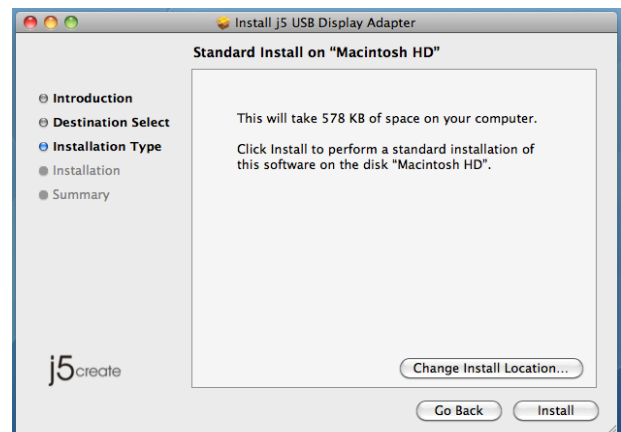 Install j5 USB Display Adapter
Standard Install on “Macintosh HD”
Introduction
Destination Select
Installation Type
Installation
Summary
This will take 578 KB of space on your computer.
Click Install to perform a standard installation of
this software on the disk “Macintosh HD”.
j5create
Change Install Location...
Go Back
Install